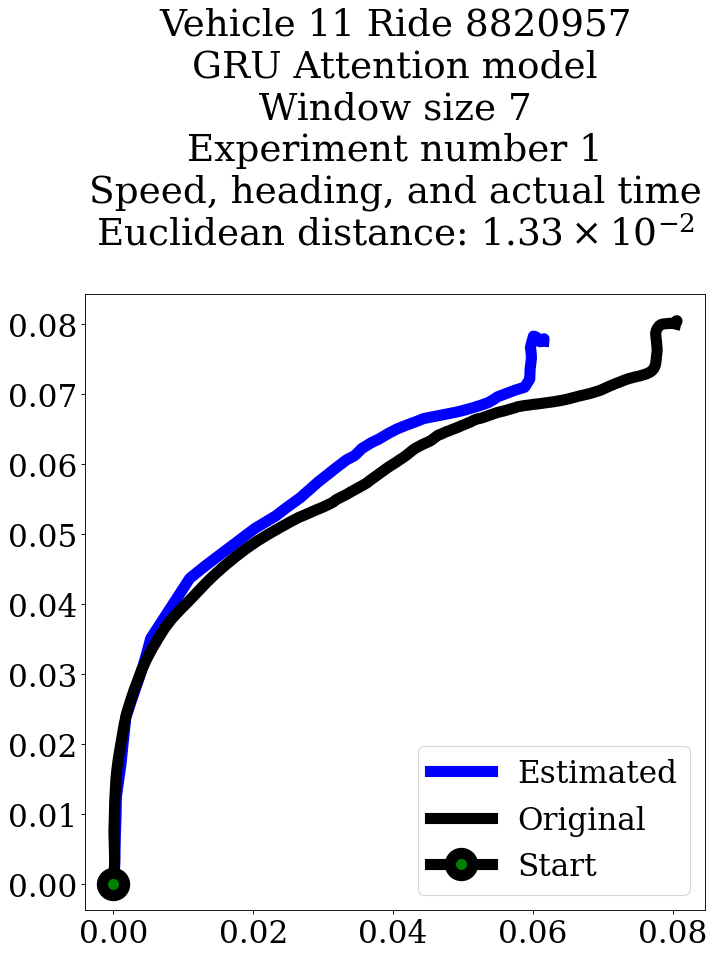 Vehicle 11 Ride 8820957
GRU Attention model
Window size 7
Experiment number 1
Speed, heading, and actual time
Euclidean distance: 1.33 × 10⁻²
0.08
0.07
0.06
0.05
0.04
0.03
0.02
0.01
0.00
Estimated
Original
Start
0.00 0.02 0.04 0.06 0.08